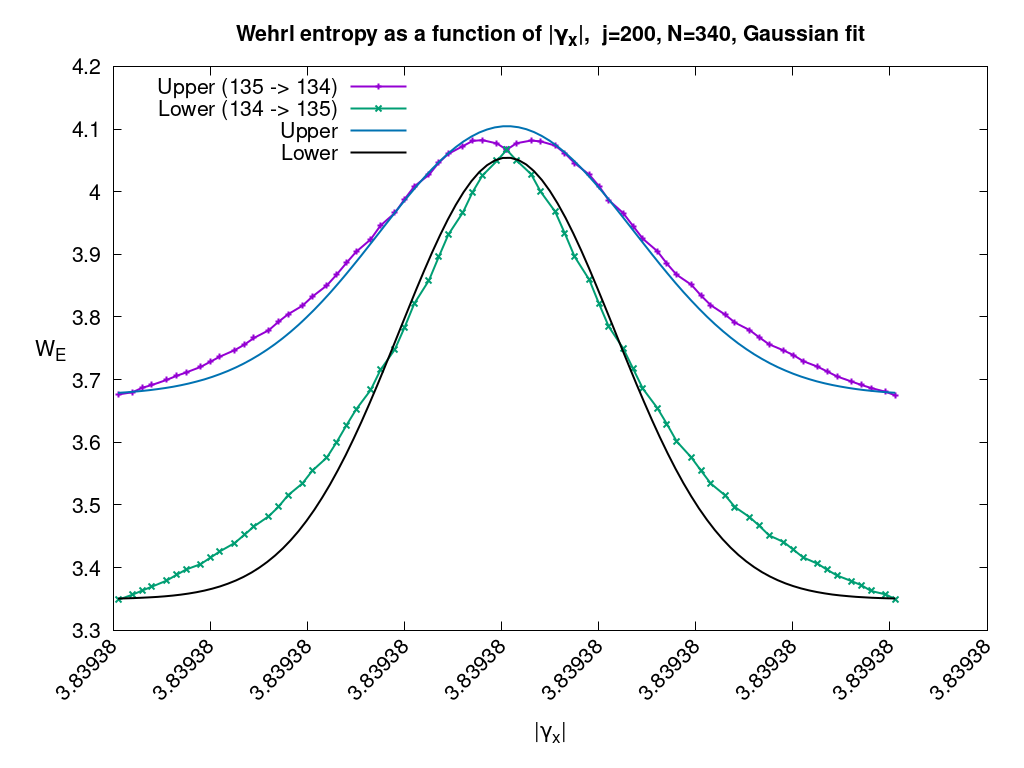 Wehrl entropy as a function of |γx|, j=200, N=340, Gaussian fit
4.2
Upper (135 -> 134)
Lower (134 -> 135)
4.1
Upper
Lower
4
3.9
3.8
WE
3.7
3.6
3.5
3.4
3.3
3.83938 3.83938 3.83938 3.83938 3.83938 3.83938 3.83938 3.83938 3.83938 3.83938
|γx|